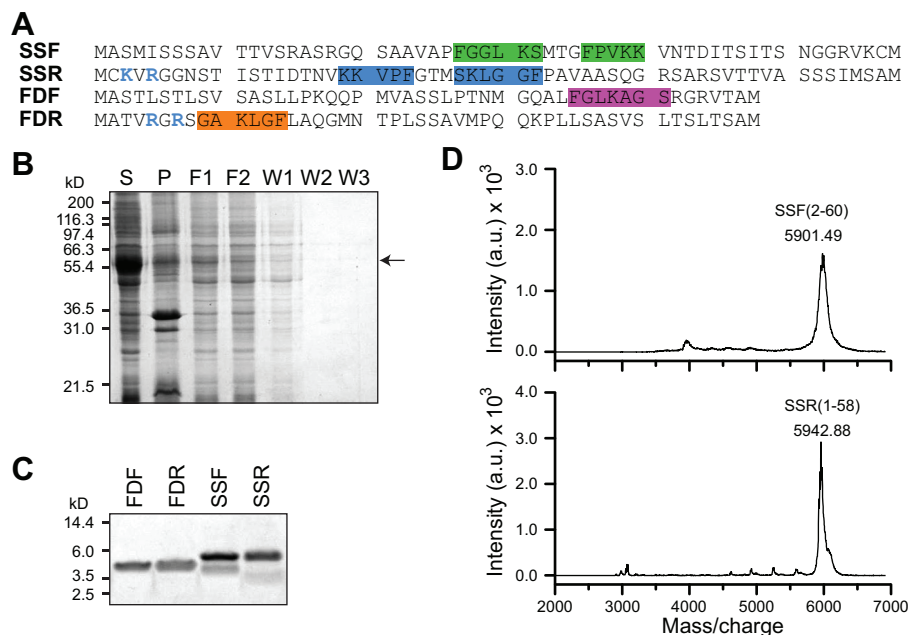 A
SSF MASMISSSAV TTVSRASRGQ SAAVAPFGGL KSMTGFPVKK VNTDITSITS NGGRVKCM
SSR MCKVRGGNST ISTIDTNVKK VPFGTMSKLG GFPAVAASQG RSARSVTTVA SSSIMSAM
FDF MASTLSTLSV SASLLPKQQP MVASSLPTNM GQALFGLKAG SRGRVTAM
FDR MATVRGRSGA KLGFLAQGMN TPLSSAVMPQ QKPLLSASVS LTSLTSAM
B
kD S P F1 F2 W1 W2 W3
200
116.3
97.4
66.3
55.4
36.5
31.0
21.5
C
kD FDF FDR SSF SSR
14.4
6.0
3.5
2.5
D
Intensity (a.u.) x 10³
3.0
2.0
1.0
0.0
SSF(2-60)
5901.49
Intensity (a.u.) x 10³
4.0
3.0
2.0
1.0
0.0
SSR(1-58)
5942.88
2000 3000 4000 5000 6000 7000
Mass/charge